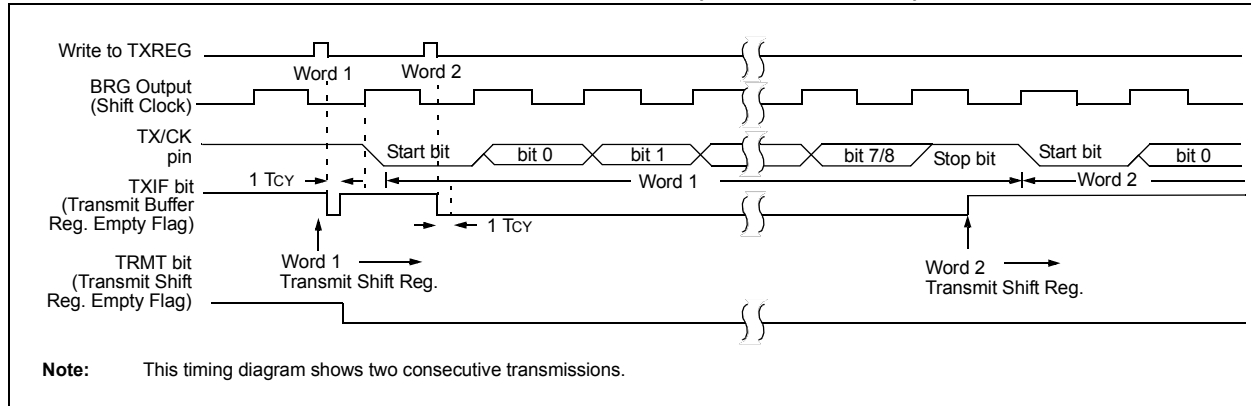 Write to TXREG
Word 1
Word 2
BRG Output
(Shift Clock)
TX/CK
pin
Start bit
bit 0
bit 1
bit 7/8
Stop bit
Start bit
bit 0
1 TCY
Word 1
Word 2
TXIF bit
(Transmit Buffer
Reg. Empty Flag)
1 TCY
Word 1
Transmit Shift Reg.
Word 2
Transmit Shift Reg.
TRMT bit
(Transmit Shift
Reg. Empty Flag)
Note: This timing diagram shows two consecutive transmissions.